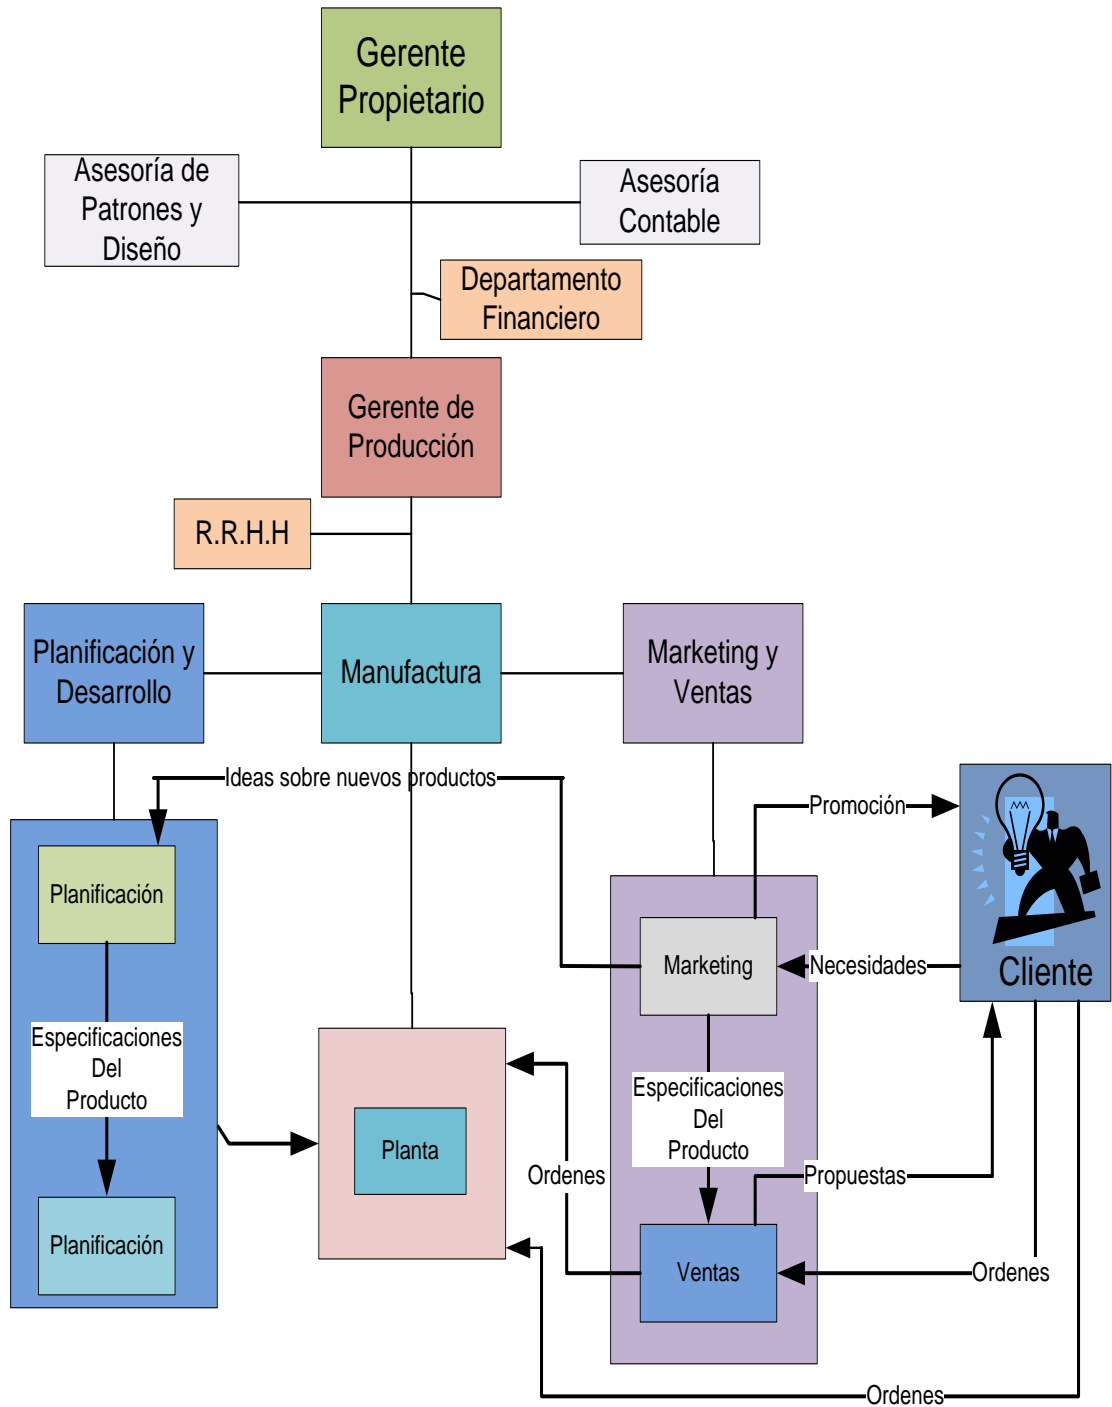 Gerente
Propietario
Asesoría de
Patrones y
Diseño
Asesoría
Contable
Departamento
Financiero
Gerente de
Producción
R.R.H.H
Planificación y
Desarrollo
Manufactura
Marketing y
Ventas
Ideas sobre nuevos productos
Promoción
Planificación
Marketing
Necesidades
Cliente
Especificaciones
Del
Producto
Especificaciones
Del
Producto
Planta
Ordenes
Propuestas
Planificación
Ventas
Ordenes
Ordenes